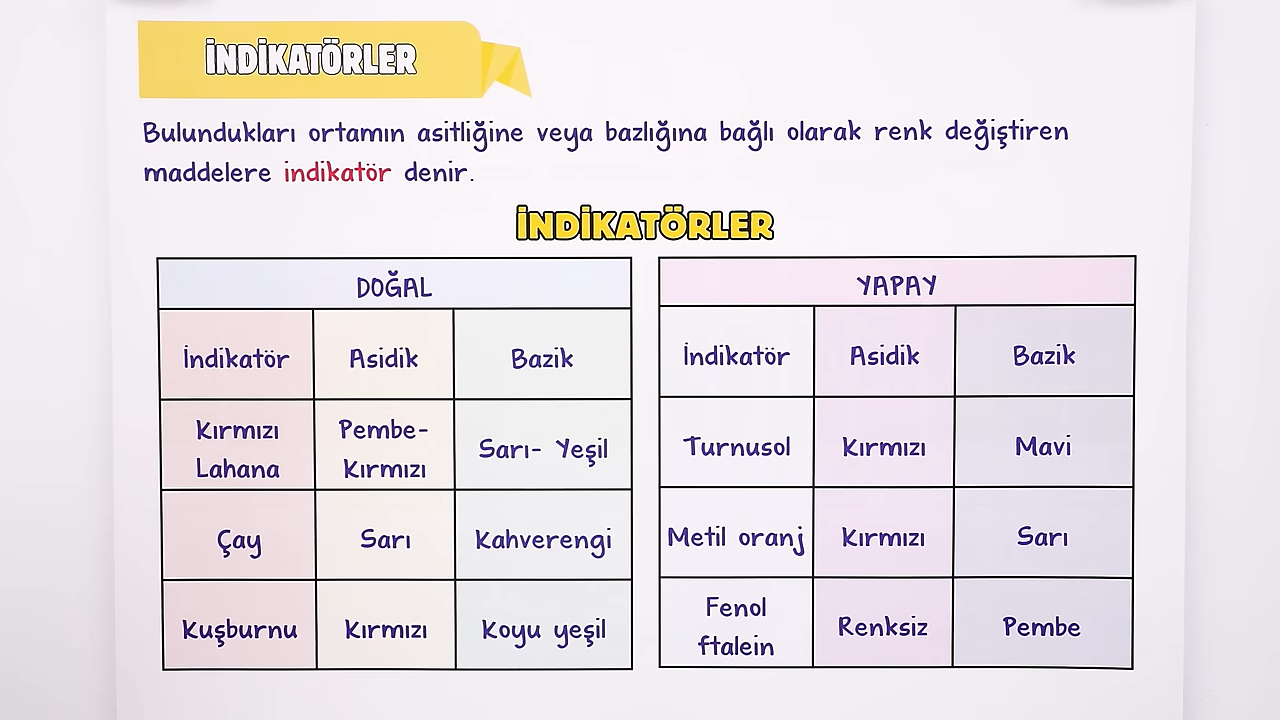 İNDİKATÖRLER
Bulundukları ortamın asitliğine veya bazlığına bağlı olarak renk değiştiren
maddelere indikatör denir.
İNDİKATÖRLER
DOĞAL
İndikatör Asidik Bazik
Kırmızı Lahana Pembe-Kırmızı Sarı- Yeşil
Çay Sarı Kahverengi
Kuşburnu Kırmızı Koyu yeşil
YAPAY
İndikatör Asidik Bazik
Turnusol Kırmızı Mavi
Metil oranj Kırmızı Sarı
Fenol ftalein Renksiz Pembe